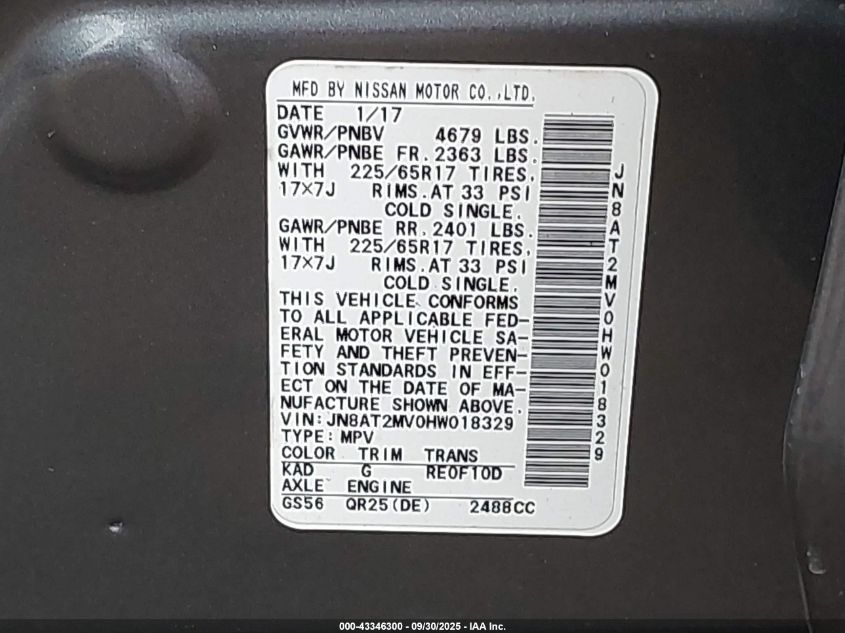 MFD BY NISSAN MOTOR CO.,LTD.
DATE 1/17
GVWR/PNBV 4679 LBS.
GAWR/PNBE FR. 2363 LBS.
WITH 225/65R17 TIRES,
17×7J RIMS. AT 33 PSI
COLD SINGLE.
GAWR/PNBE RR. 2401 LBS.
WITH 225/65R17 TIRES,
17×7J RIMS. AT 33 PSI
COLD SINGLE.
THIS VEHICLE CONFORMS
TO ALL APPLICABLE FED-
ERAL MOTOR VEHICLE SA-
FETY AND THEFT PREVEN-
TION STANDARDS IN EFF-
ECT ON THE DATE OF MA-
NUFACTURE SHOWN ABOVE.
VIN: JN8AT2MV0HW018329
TYPE: MPV
COLOR TRIM TRANS
KAD G RE0F10D
AXLE ENGINE
GS56 QR25(DE) 2488CC
JN8AT2MV0HW018329
000-43346300 - 09/30/2025 - IAA Inc.